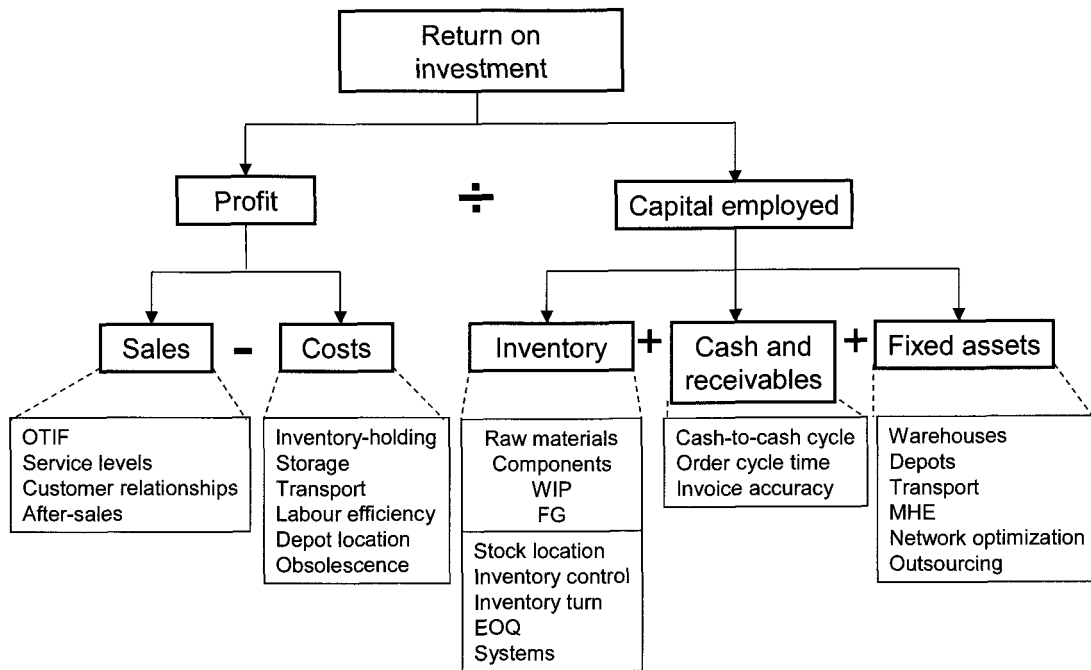 Return on
investment
Profit
÷
Capital employed
Sales
-
Costs
Inventory
+
Cash and
receivables
+
Fixed assets
OTIF
Service levels
Customer relationships
After-sales
Inventory-holding
Storage
Transport
Labour efficiency
Depot location
Obsolescence
Raw materials
Components
WIP
FG
Stock location
Inventory control
Inventory turn
EOQ
Systems
Cash-to-cash cycle
Order cycle time
Invoice accuracy
Warehouses
Depots
Transport
MHE
Network optimization
Outsourcing